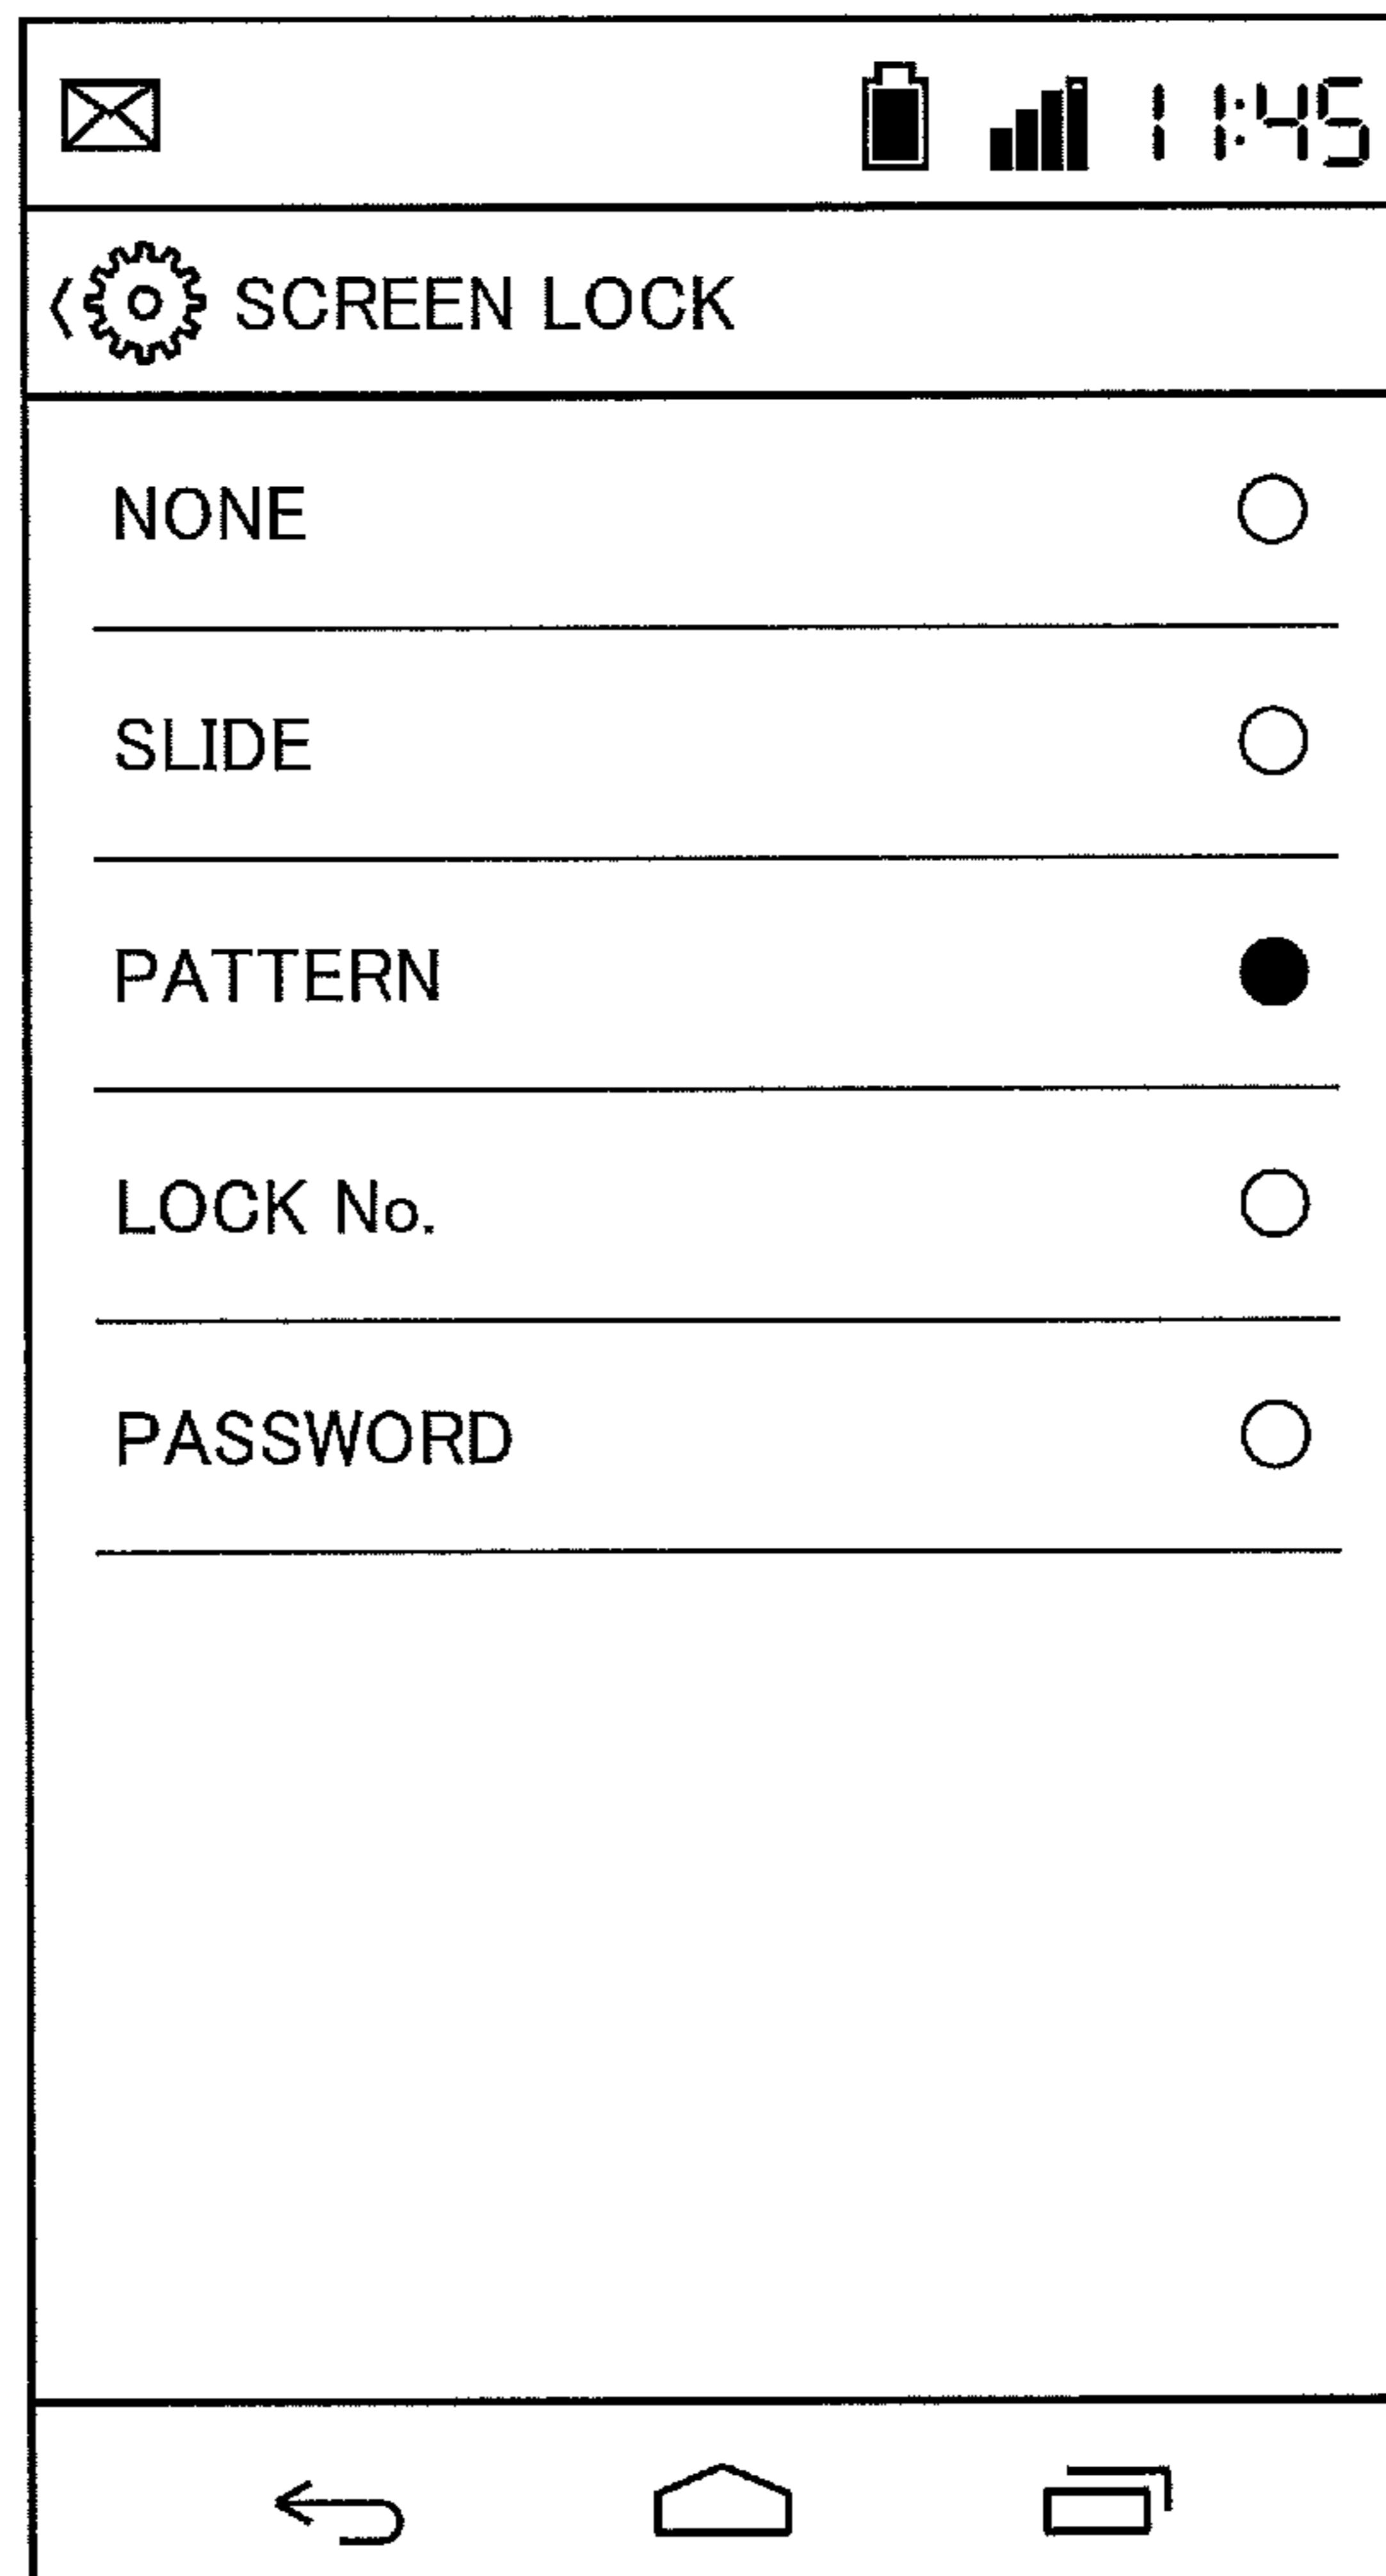 11:45
SCREEN LOCK
NONE
SLIDE
PATTERN
LOCK No.
PASSWORD